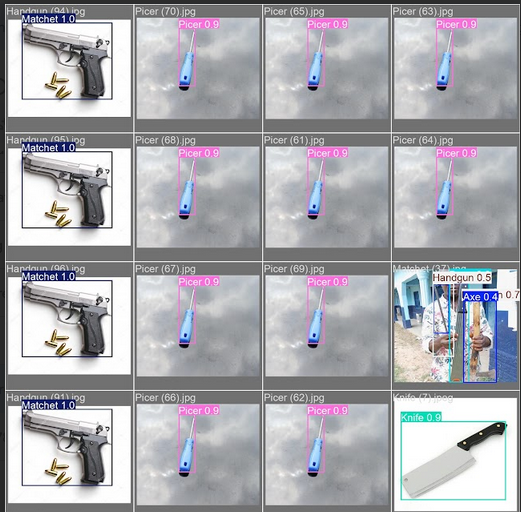 Handgun (94).jpg
Matchet 1.0
Picer (70).jpg
Picer 0.9
Picer (65).jpg
Picer 0.9
Picer (63).jpg
Picer 0.9
Handgun (95).jpg
Matchet 1.0
Picer (68).jpg
Picer 0.9
Picer (61).jpg
Picer 0.9
Picer (64).jpg
Picer 0.9
Handgun (96).jpg
Matchet 1.0
Picer (67).jpg
Picer 0.9
Picer (69).jpg
Picer 0.9
Matchet (37).jpg
Handgun 0.5
Axe 0.4
0.7
Handgun (91).jpg
Matchet 1.0
Picer (66).jpg
Picer 0.9
Picer (62).jpg
Picer 0.9
Knife (7).jpeg
Knife 0.9